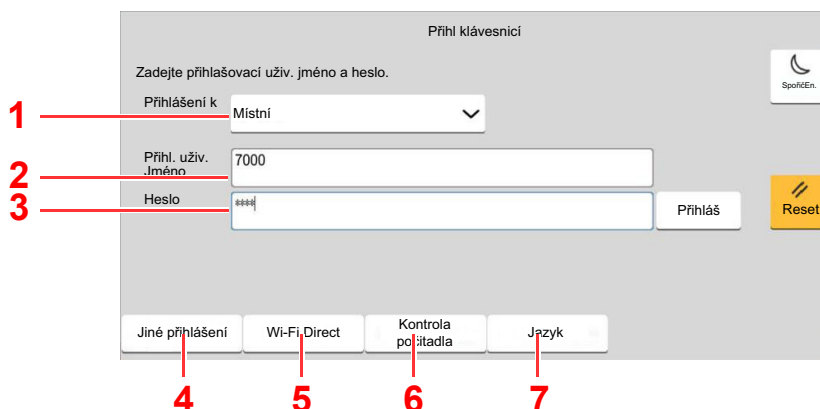 Přihl klávesnicí
Zadejte přihlašovací uživ. jméno a heslo.
SpořičEn.
Přihlášení k
Místní
1
Přihl. uživ.
Jméno
7000
2
Heslo
****
3
Přihláš
Reset
Jiné přihlášení
Wi-Fi Direct
Kontrola
počitadla
Jazyk
4
5
6
7